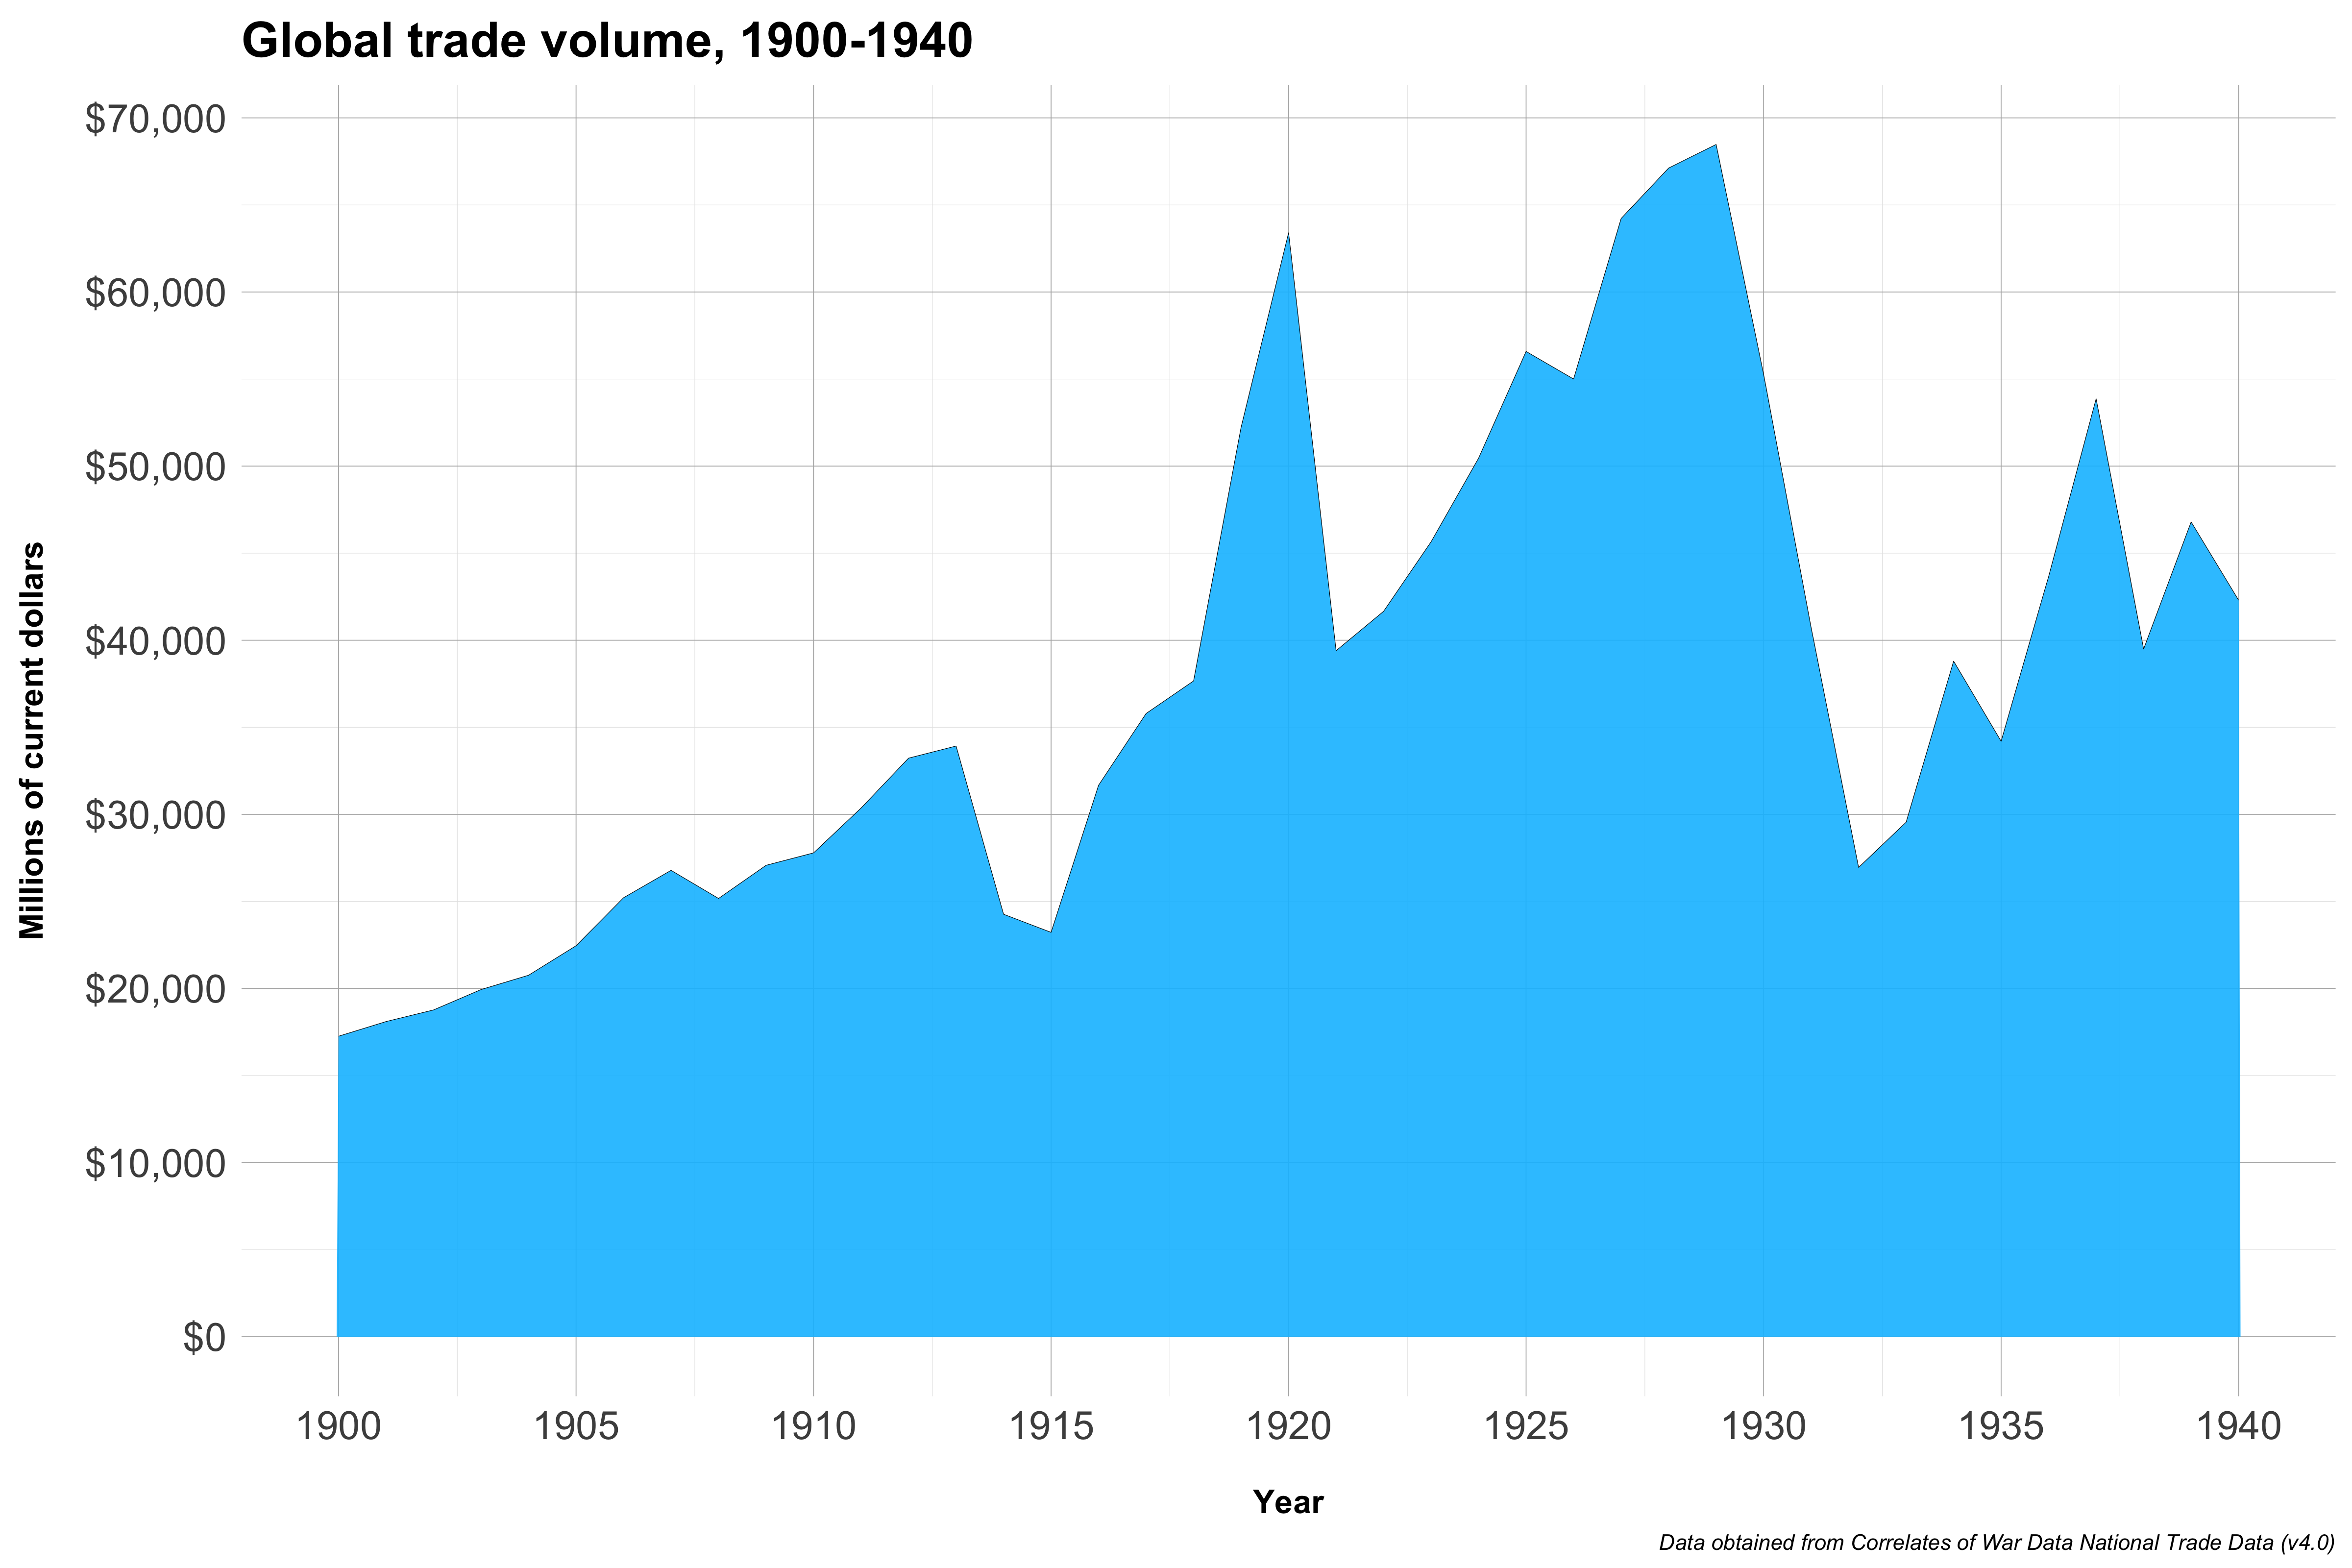 Global trade volume, 1900-1940
Millions of current dollars
$70,000
$60,000
$50,000
$40,000
$30,000
$20,000
$10,000
$0
1900 1905 1910 1915 1920 1925 1930 1935 1940
Year
Data obtained from Correlates of War Data National Trade Data (v4.0)